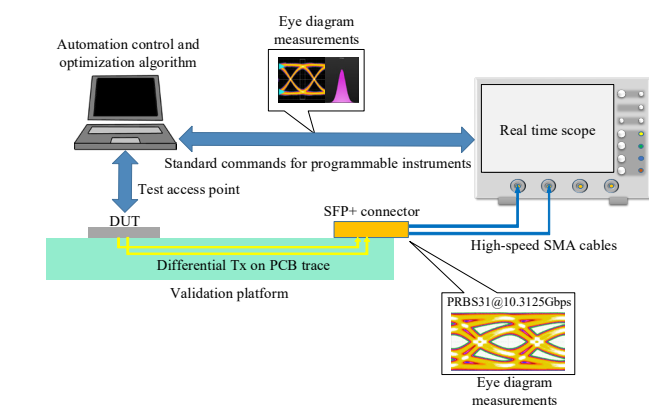 Eye diagram
measurements
Automation control and
optimization algorithm
Real time scope
Standard commands for programmable instruments
Test access point
DUT
SFP+ connector
High-speed SMA cables
Differential Tx on PCB trace
Validation platform
PRBS31@10.3125Gbps
Eye diagram
measurements